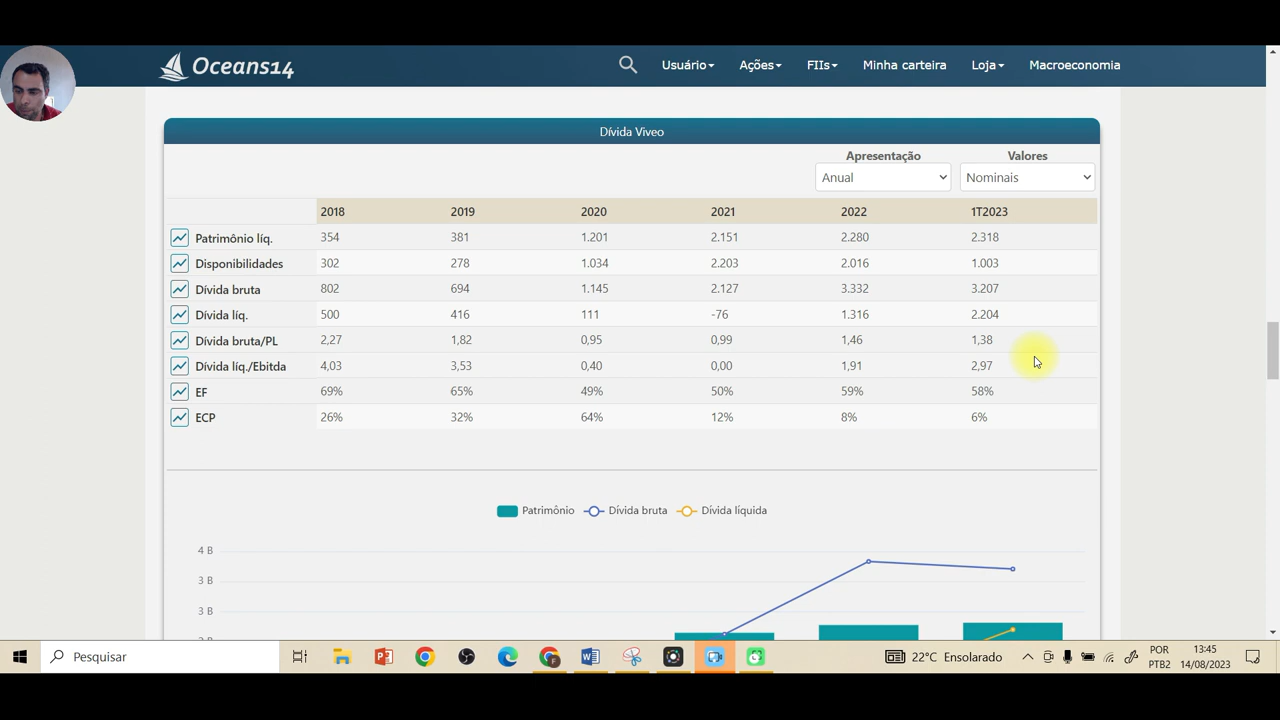 Oceans14
Usuário Ações FIIs Minha carteira Loja Macroeconomia
Dívida Viveo
Apresentação Valores
Anual Nominais
2018 2019 2020 2021 2022 1T2023
Patrimônio líq. 354 381 1.201 2.151 2.280 2.318
Disponibilidades 302 278 1.034 2.203 2.016 1.003
Dívida bruta 802 694 1.145 2.127 3.332 3.207
Dívida líq. 500 416 111 -76 1.316 2.204
Dívida bruta/PL 2,27 1,82 0,95 0,99 1,46 1,38
Dívida líq./Ebitda 4,03 3,53 0,40 0,00 1,91 2,97
EF 69% 65% 49% 50% 59% 58%
ECP 26% 32% 64% 12% 8% 6%
Patrimônio Dívida bruta Dívida líquida
4 B
3 B
3 B
Pesquisar 22°C Ensolarado POR 13:45
PTB2 14/08/2023